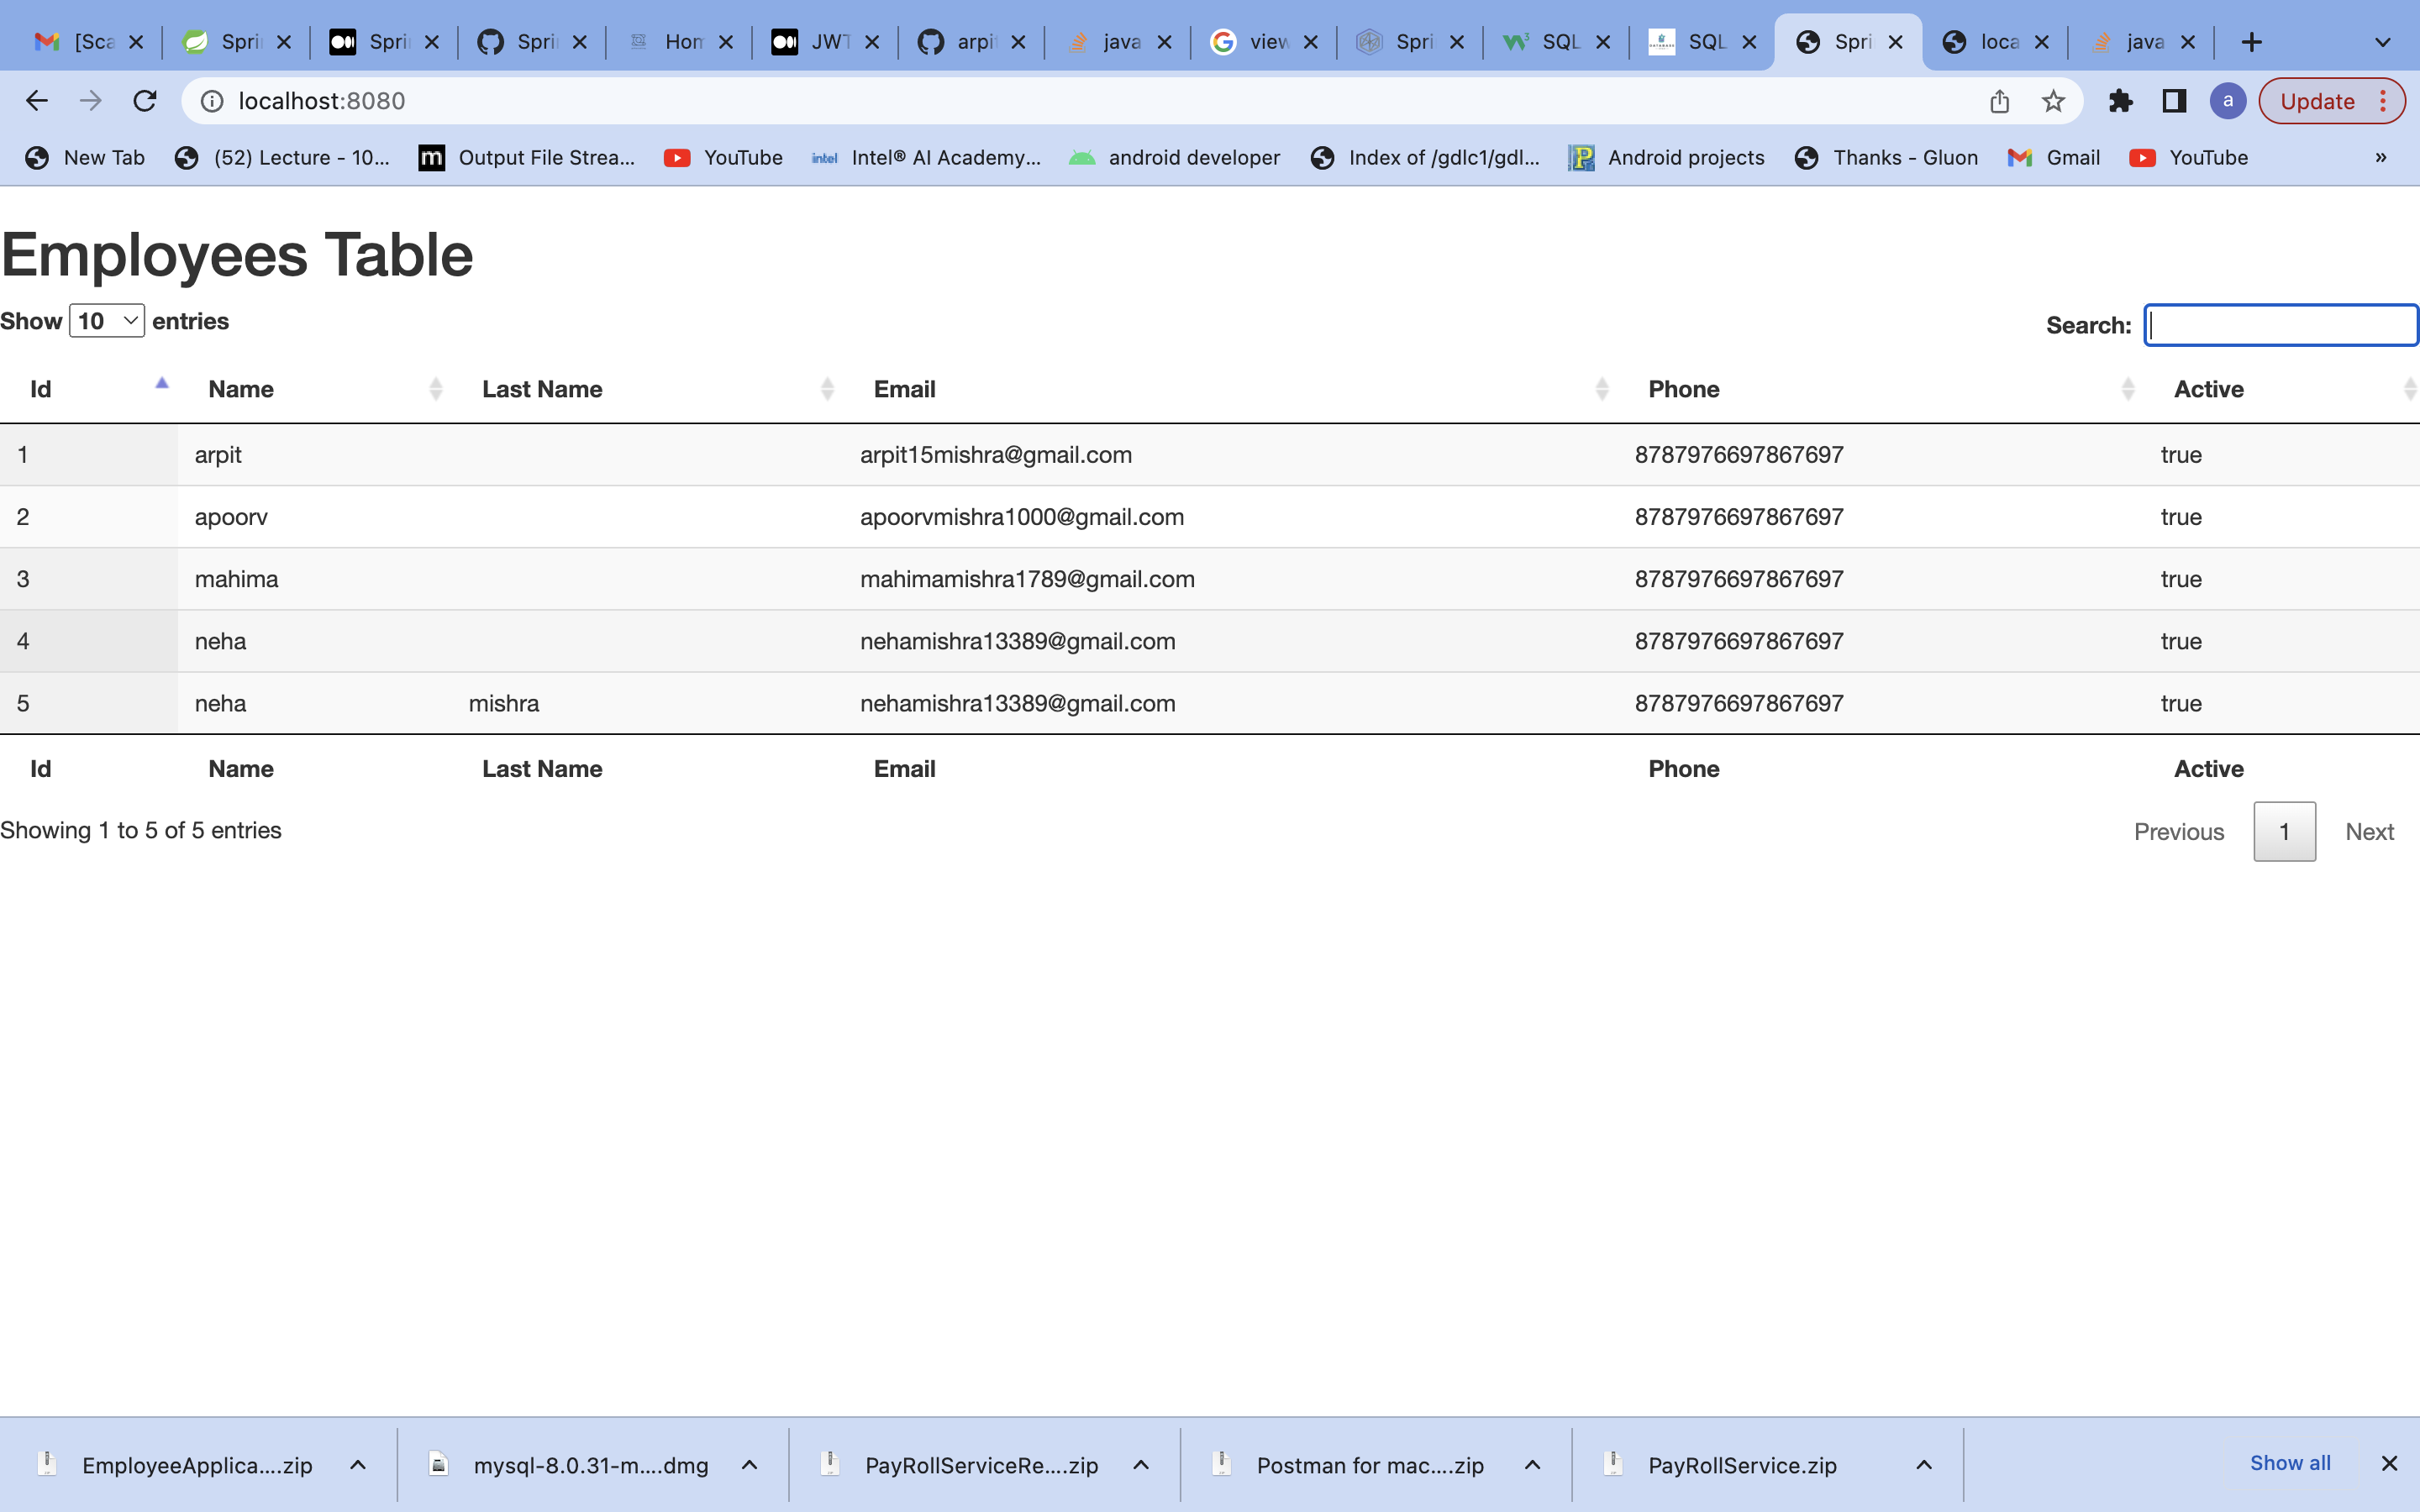 [Sca Spri Spri Spri Hom JWT arpit java view Spri SQL SQL Spri loca java
localhost:8080 a Update
New Tab (52) Lecture - 10... m Output File Strea... YouTube intel Intel® AI Academy... android developer Index of /gdlc1/gdl... Android projects Thanks - Gluon Gmail YouTube »
Employees Table
Show 10 entries Search:
Id Name Last Name Email Phone Active
1 arpit arpit15mishra@gmail.com 8787976697867697 true
2 apoorv apoorvmishra1000@gmail.com 8787976697867697 true
3 mahima mahimamishra1789@gmail.com 8787976697867697 true
4 neha nehamishra13389@gmail.com 8787976697867697 true
5 neha mishra nehamishra13389@gmail.com 8787976697867697 true
Id Name Last Name Email Phone Active
Showing 1 to 5 of 5 entries Previous 1 Next
EmployeeApplica....zip mysql-8.0.31-m....dmg PayRollServiceRe....zip Postman for mac....zip PayRollService.zip Show all